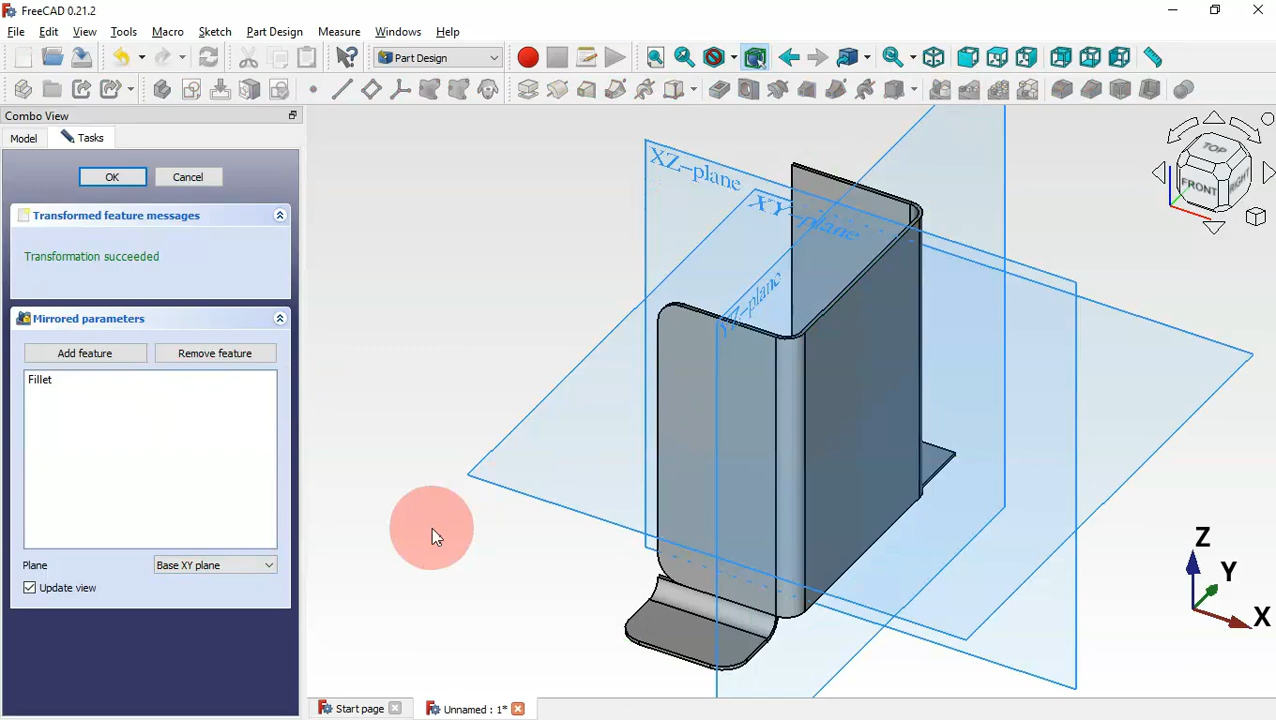 FreeCAD 0.21.2
File Edit View Tools Macro Sketch Part Design Measure Windows Help
Part Design
Combo View
Model Tasks
OK Cancel
Transformed feature messages
Transformation succeeded
Mirrored parameters
Add feature Remove feature
Fillet
Plane Base XY plane
Update view
XZ-plane
XY-plane
YZ-plane
TOP
FRONT RIGHT
Z
Y
X
Start page Unnamed : 1*